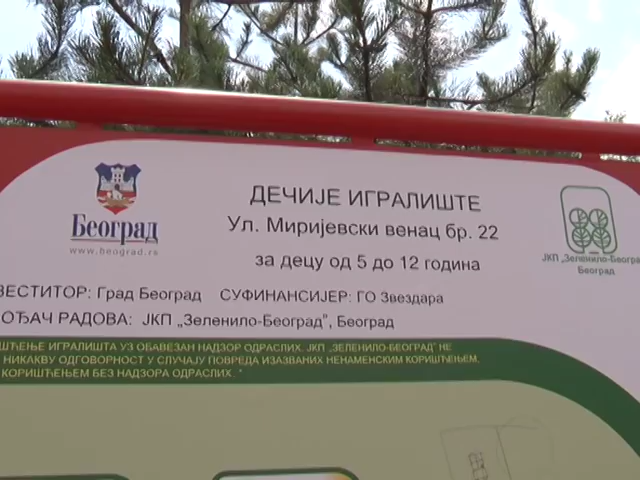 ДЕЧИЈЕ ИГРАЛИШТЕ
Ул. Миријевски венац бр. 22
за децу од 5 до 12 година
Београд
www.beograd.rs
ЈКП „Зеленило-Београ
Београд
ВЕСТИТОР: Град Београд СУФИНАНСИЈЕР: ГО Звездара
ОЂАЧ РАДОВА: ЈКП „Зеленило-Београд”, Београд
ШЋЕЊЕ ИГРАЛИШТА УЗ ОБАВЕЗАН НАДЗОР ОДРАСЛИХ. ЈКП „ЗЕЛЕНИЛО-БЕОГРАД” НЕ
НИКАКВУ ОДГОВОРНОСТ У СЛУЧАЈУ ПОВРЕДА ИЗАЗВАНИХ НЕНАМЕНСКИМ КОРИШЋЕЊЕМ,
КОРИШЋЕЊЕМ БЕЗ НАДЗОРА ОДРАСЛИХ. "